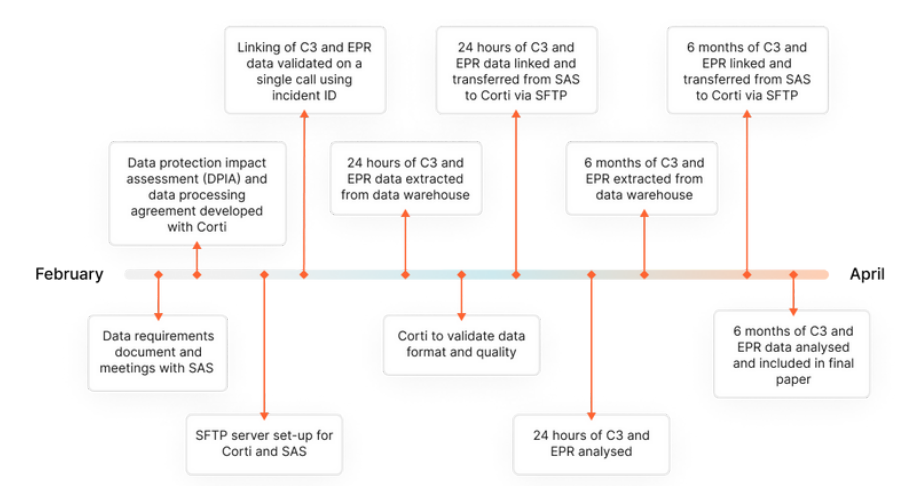 Linking of C3 and EPR
data validated on a
single call using
incident ID
24 hours of C3 and
EPR data linked and
transferred from SAS
to Corti via SFTP
6 months of C3 and
EPR linked and
transferred from SAS
to Corti via SFTP
Data protection impact
assessment (DPIA) and
data processing
agreement developed
with Corti
24 hours of C3 and
EPR data extracted
from data warehouse
6 months of C3 and
EPR extracted from
data warehouse
February
April
Data requirements
document and
meetings with SAS
Corti to validate data
format and quality
6 months of C3 and
EPR data analysed
and included in final
paper
SFTP server set-up for
Corti and SAS
24 hours of C3 and
EPR analysed